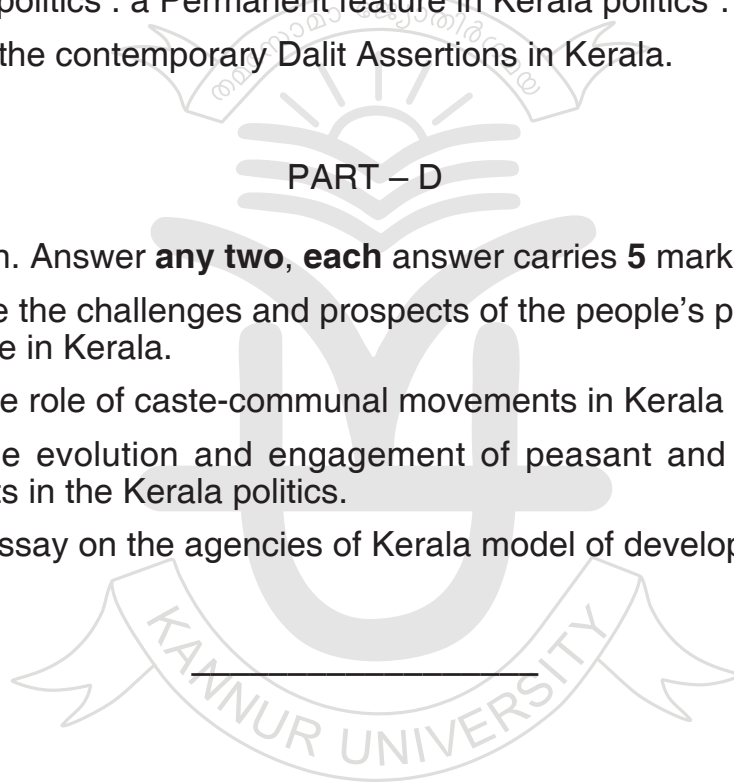 politics’. a Permanent feature in Kerala politics’.
the contemporary Dalit Assertions in Kerala.
PART – D
n. Answer any two, each answer carries 5 mark
e the challenges and prospects of the people’s p
e in Kerala.
e role of caste-communal movements in Kerala
e evolution and engagement of peasant and
ts in the Kerala politics.
ssay on the agencies of Kerala model of develop
KANNUR UNIVERSITY